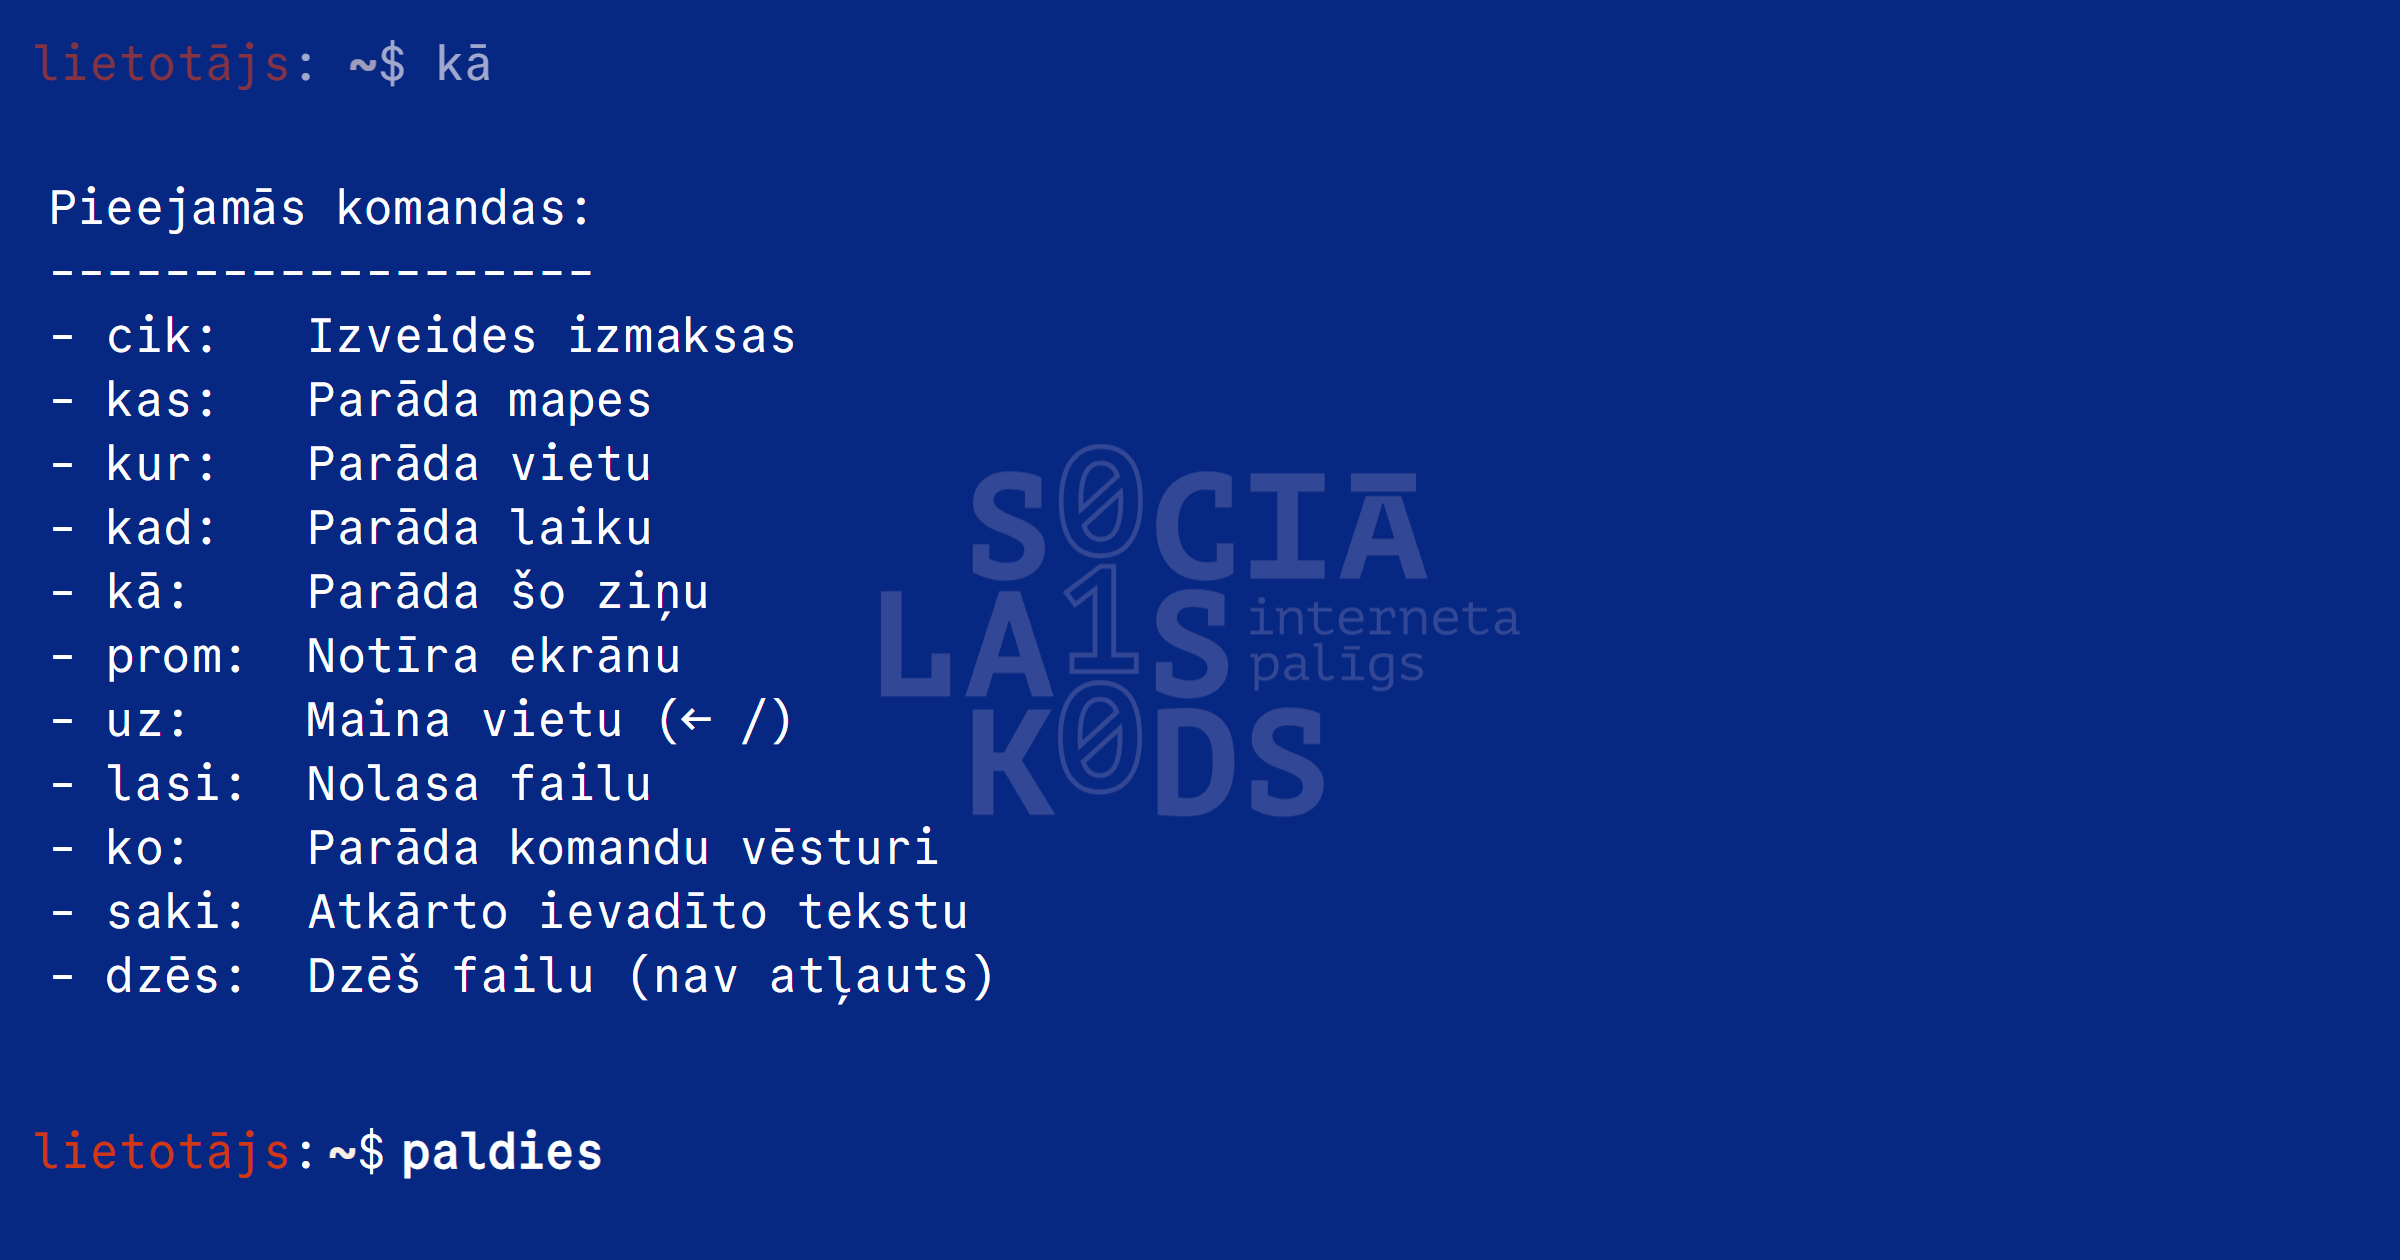 lietotājs: ~$ kā
Pieejamās komandas:
-------------------
- cik:   Izveides izmaksas
- kas:   Parāda mapes
- kur:   Parāda vietu
- kad:   Parāda laiku
- kā:    Parāda šo ziņu
- prom:  Notīra ekrānu
- uz:    Maina vietu (← /)
- lasi:  Nolasa failu
- ko:    Parāda komandu vēsturi
- saki:  Atkārto ievadīto tekstu
- dzēs:  Dzēš failu (nav atļauts)
S0CIĀ
LA1S
interneta
palīgs
K0DS
lietotājs:~$ paldies